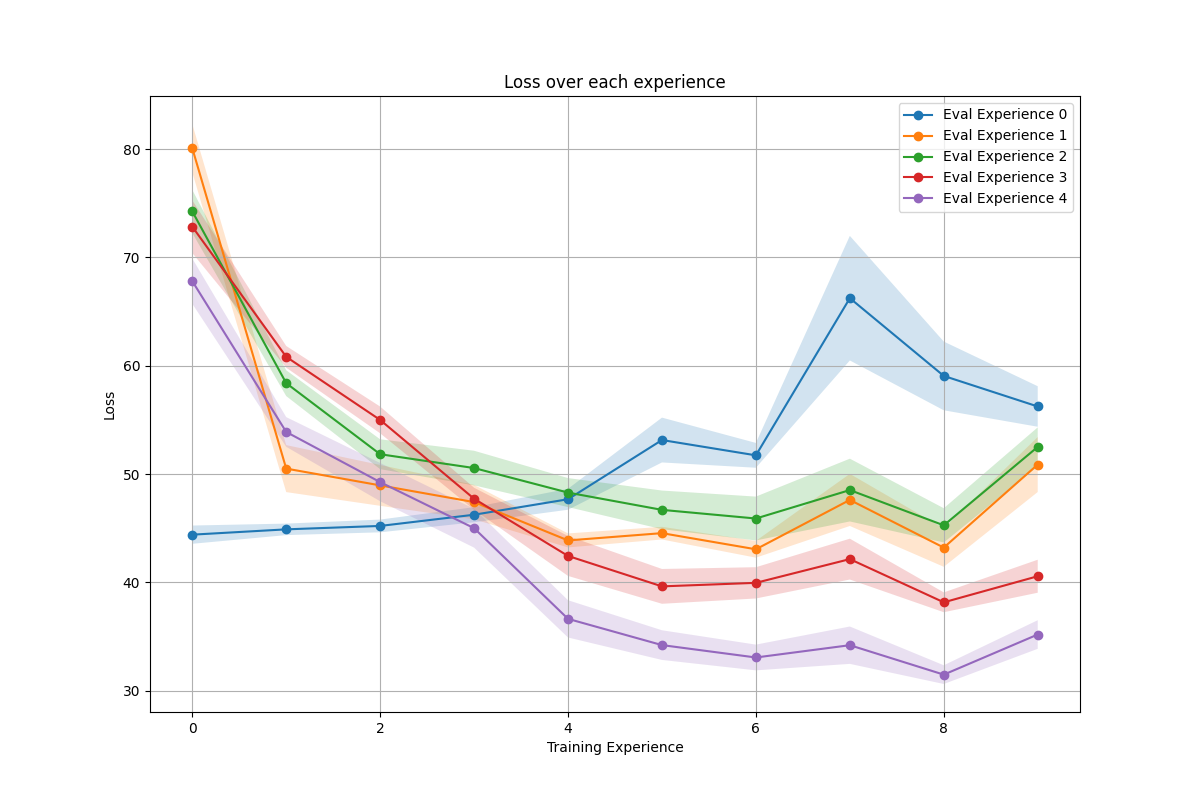 Loss over each experience
Eval Experience 0
Eval Experience 1
Eval Experience 2
Eval Experience 3
Eval Experience 4
80
70
60
50
40
30
Loss
0 2 4 6 8
Training Experience